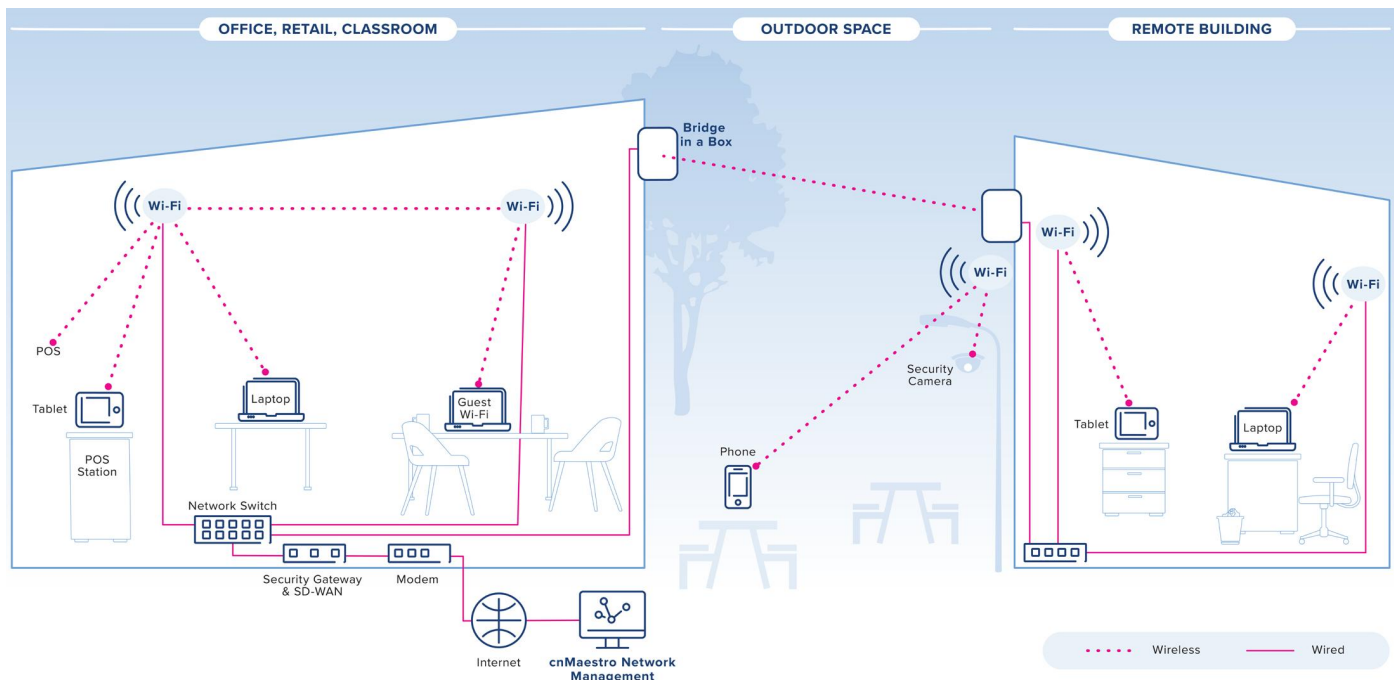 OFFICE, RETAIL, CLASSROOM
OUTDOOR SPACE
REMOTE BUILDING
Bridge
in a Box
Wi-Fi
Wi-Fi
Wi-Fi
Wi-Fi
Wi-Fi
POS
Tablet
POS
Station
Laptop
Guest
Wi-Fi
Security
Camera
Phone
Tablet
Laptop
Network Switch
Security Gateway
& SD-WAN
Modem
Internet
cnMaestro Network
Management
Wireless
Wired